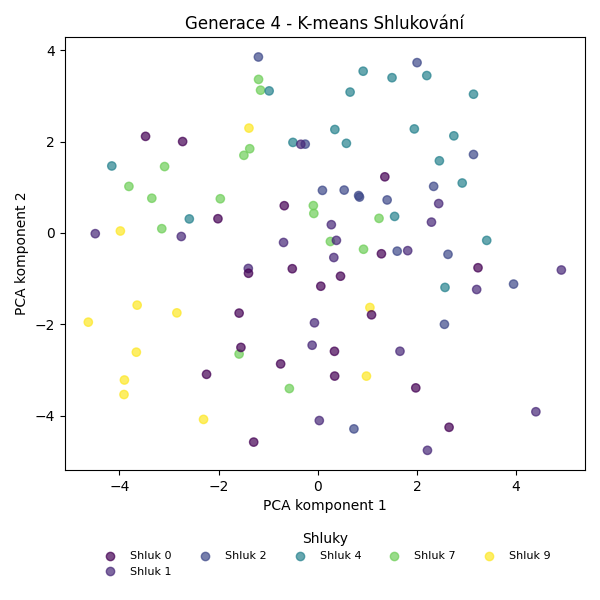 Generace 4 - K-means Shlukování
4
2
0
−2
−4
PCA komponent 2
−4 −2 0 2 4
PCA komponent 1
Shluky
Shluk 0 Shluk 2 Shluk 4 Shluk 7 Shluk 9
Shluk 1